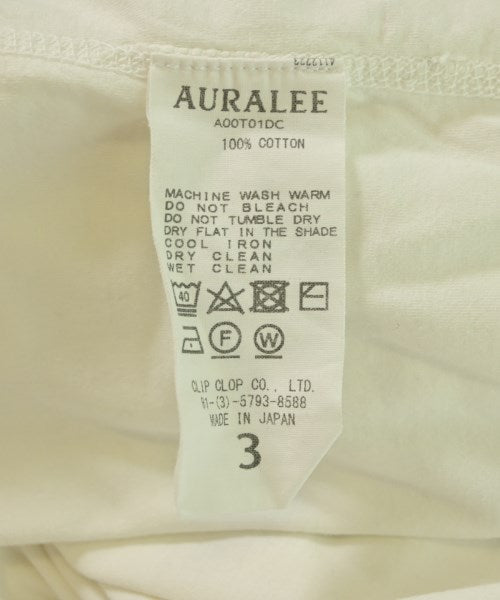 AURALEE
A00T01DC
100% COTTON
MACHINE WASH WARM
DO NOT BLEACH
DO NOT TUMBLE DRY
DRY FLAT IN THE SHADE
COOL IRON
DRY CLEAN
WET CLEAN
40
F W
CLIP CLOP CO., LTD.
81-(3)-5793-8588
MADE IN JAPAN
3